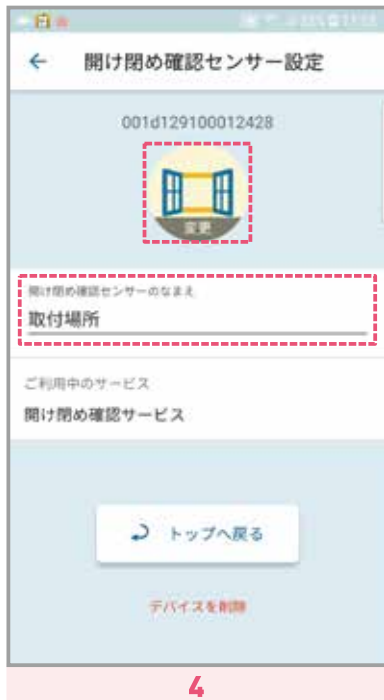 ← 開け閉め確認センサー設定
001d129100012428
変更
開け閉め確認センサーのなまえ
取付場所
ご利用中のサービス
開け閉め確認サービス
トップへ戻る
デバイスを削除
4